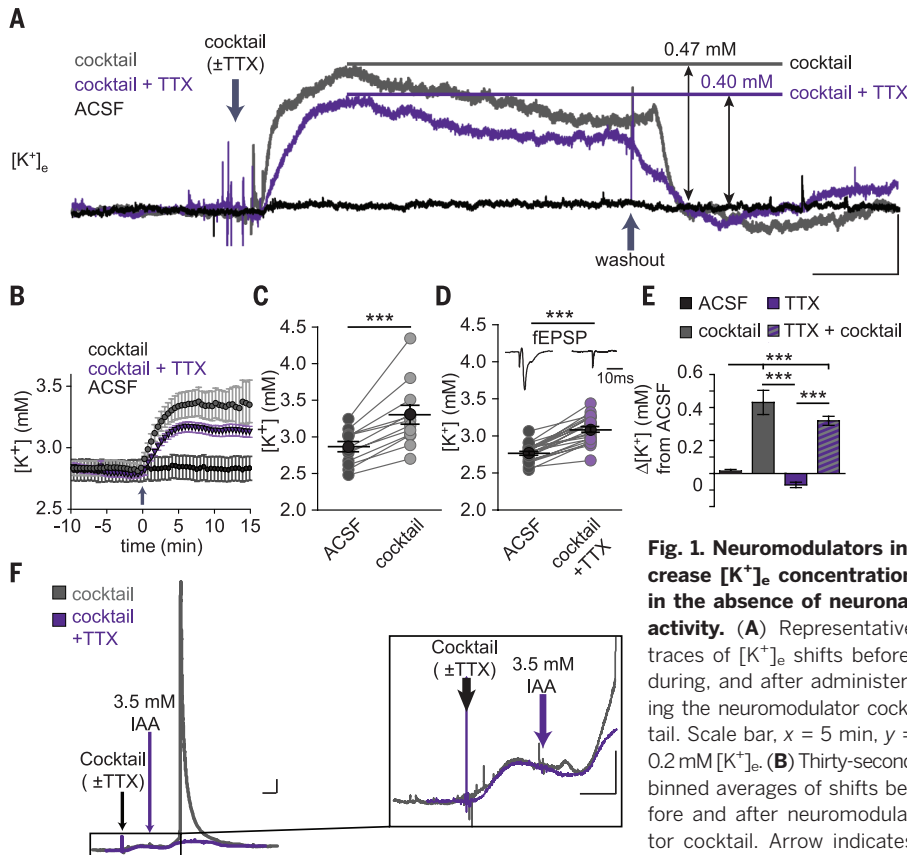 A
cocktail
cocktail + TTX
ACSF
cocktail
(±TTX)
0.47 mM
cocktail
0.40 mM
cocktail + TTX
[K+]e
washout
B
cocktail
cocktail + TTX
ACSF
[K+] (mM)
3.5
3.0
2.5
-10
-5
0
5
10
15
time (min)
C
***
[K+] (mM)
4.5
4.0
3.5
3.0
2.5
2.0
ACSF
cocktail
D
***
fEPSP
10ms
[K+] (mM)
4.5
4.0
3.5
3.0
2.5
2.0
ACSF
cocktail
+TTX
E
ACSF
TTX
cocktail
TTX + cocktail
***
***
***
Δ[K+] (mM)
from ACSF
0.4
0.2
0
0
F
cocktail
cocktail
+TTX
3.5 mM
IAA
Cocktail
( ±TTX)
Cocktail
( ±TTX)
3.5 mM
IAA
Fig. 1. Neuromodulators in-
crease [K+]e concentration
in the absence of neurona
activity. (A) Representative
traces of [K+]e shifts before
during, and after administer-
ing the neuromodulator cock-
tail. Scale bar, x = 5 min, y =
0.2 mM [K+]e. (B) Thirty-second
binned averages of shifts be-
fore and after neuromodula-
tor cocktail. Arrow indicates